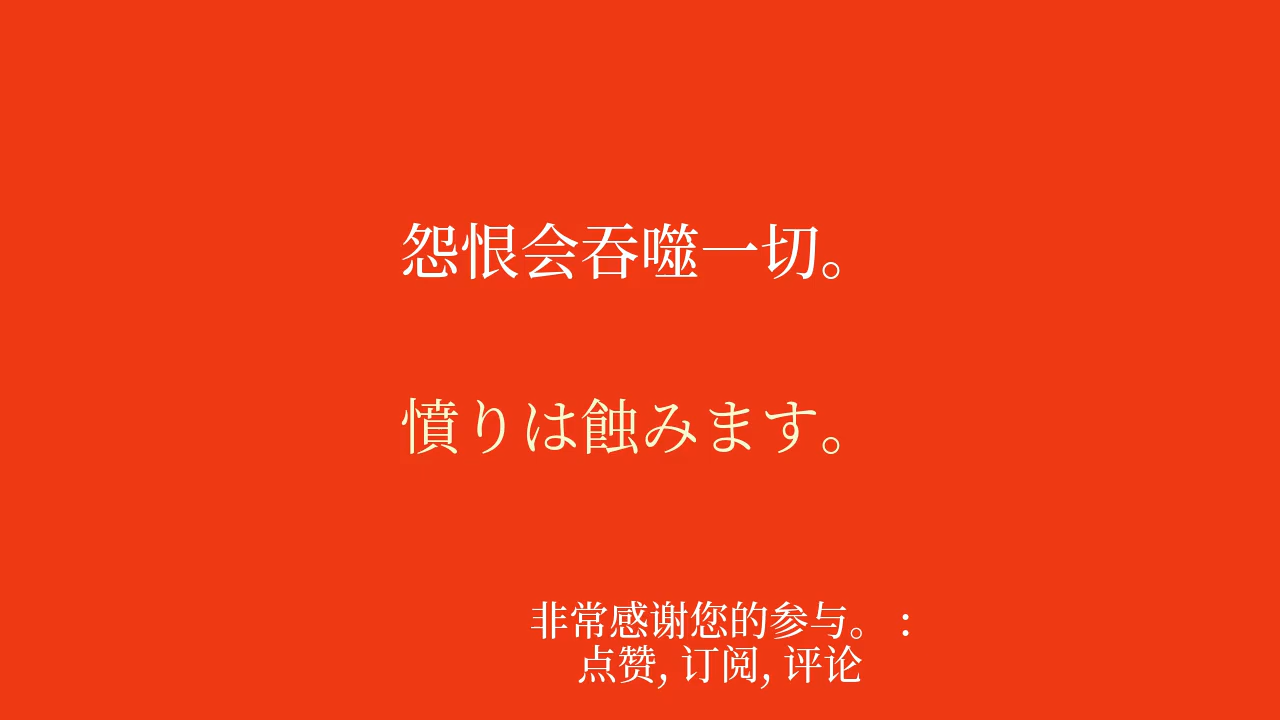 怨恨会吞噬一切。
憤りは蝕みます。
非常感谢您的参与。 :
点赞, 订阅, 评论